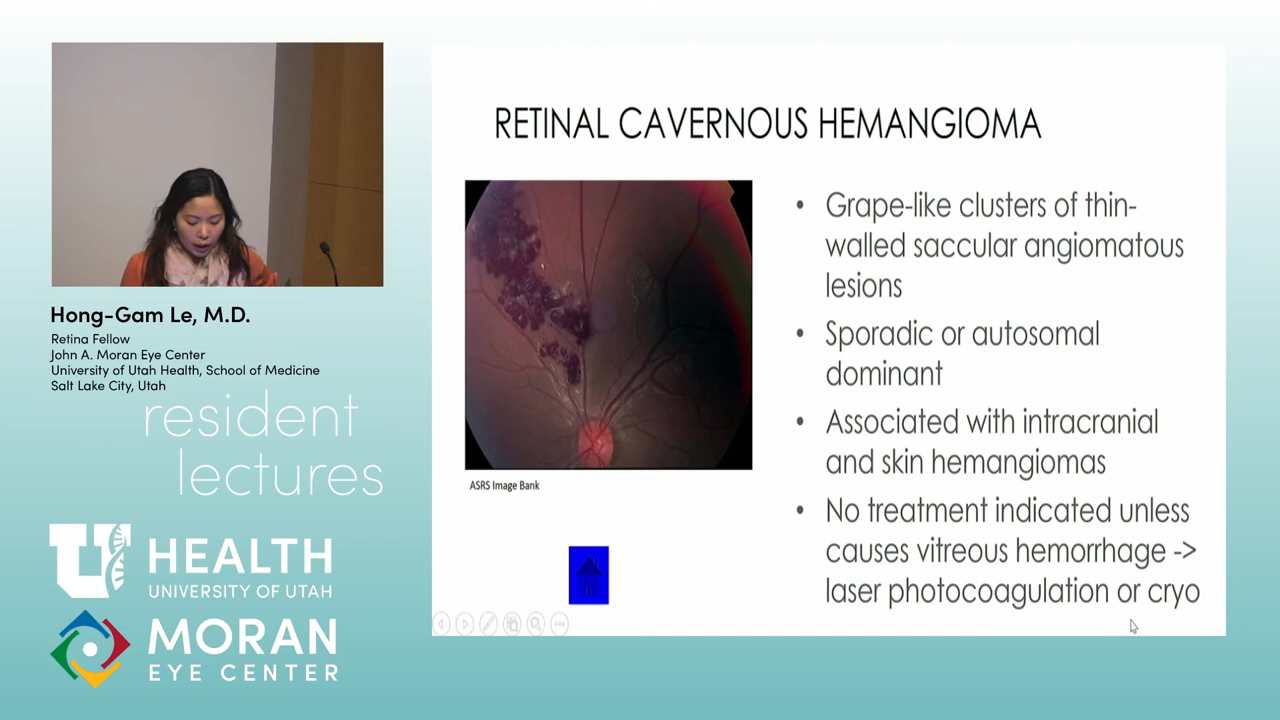 Hong-Gam Le, M.D.
Retina Fellow
John A. Moran Eye Center
University of Utah Health, School of Medicine
Salt Lake City, Utah
resident
lectures
U HEALTH
UNIVERSITY OF UTAH
MORAN
EYE CENTER
RETINAL CAVERNOUS HEMANGIOMA
ASRS Image Bank
• Grape-like clusters of thin-
walled saccular angiomatous
lesions
• Sporadic or autosomal
dominant
• Associated with intracranial
and skin hemangiomas
• No treatment indicated unless
causes vitreous hemorrhage ->
laser photocoagulation or cryo